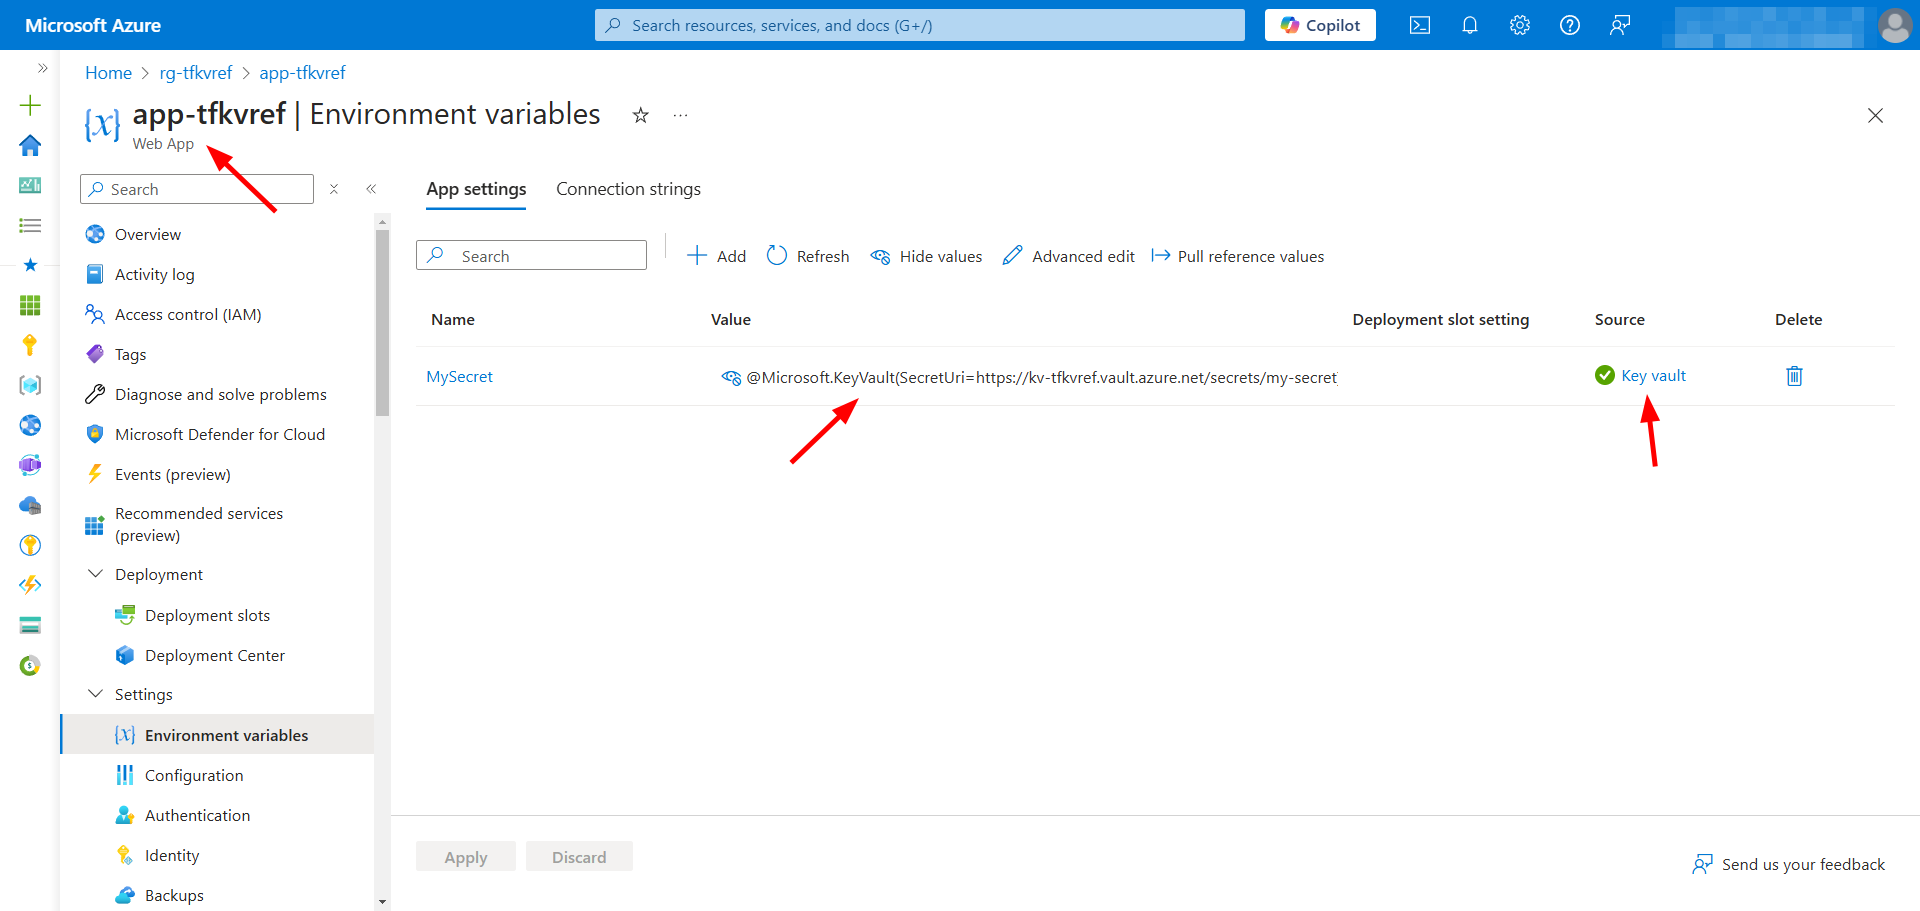 Microsoft Azure
Search resources, services, and docs (G+/)
Copilot
Home > rg-tfkvref > app-tfkvref
app-tfkvref | Environment variables
Web App
Search
App settings
Connection strings
Overview
Activity log
Access control (IAM)
Tags
Diagnose and solve problems
Microsoft Defender for Cloud
Events (preview)
Recommended services
(preview)
Deployment
Deployment slots
Deployment Center
Settings
Environment variables
Configuration
Authentication
Identity
Backups
Search
Add
Refresh
Hide values
Advanced edit
Pull reference values
Name
Value
Deployment slot setting
Source
Delete
MySecret
@Microsoft.KeyVault(SecretUri=https://kv-tfkvref.vault.azure.net/secrets/my-secret
Key vault
Apply
Discard
Send us your feedback